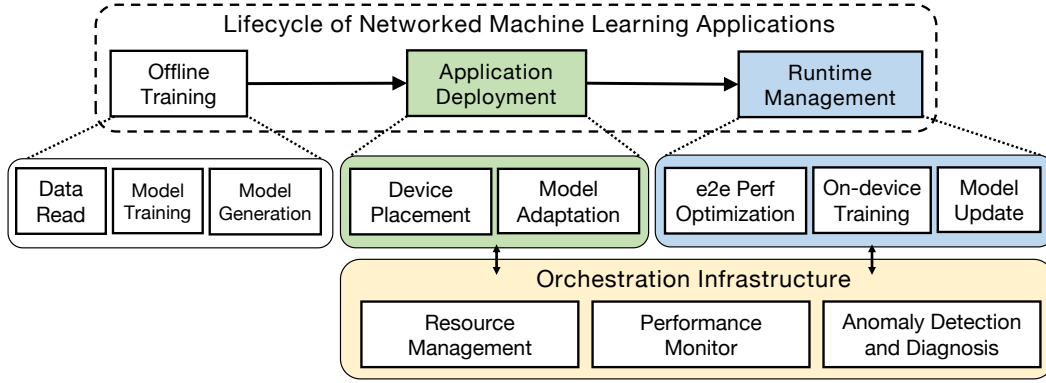 Lifecycle of Networked Machine Learning Applications
Offline
Training
Application
Deployment
Runtime
Management
Data
Read
Model
Training
Model
Generation
Device
Placement
Model
Adaptation
e2e Perf
Optimization
On-device
Training
Model
Update
Orchestration Infrastructure
Resource
Management
Performance
Monitor
Anomaly Detection
and Diagnosis